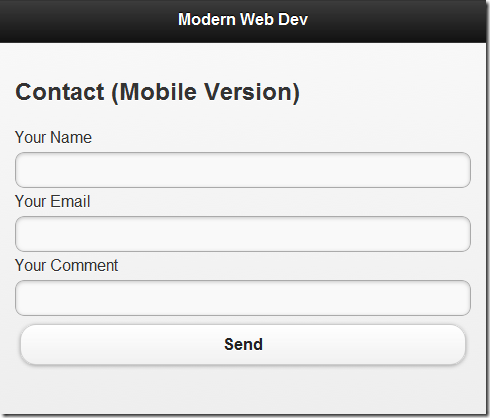 Modern Web Dev
Contact (Mobile Version)
Your Name
Your Email
Your Comment
Send